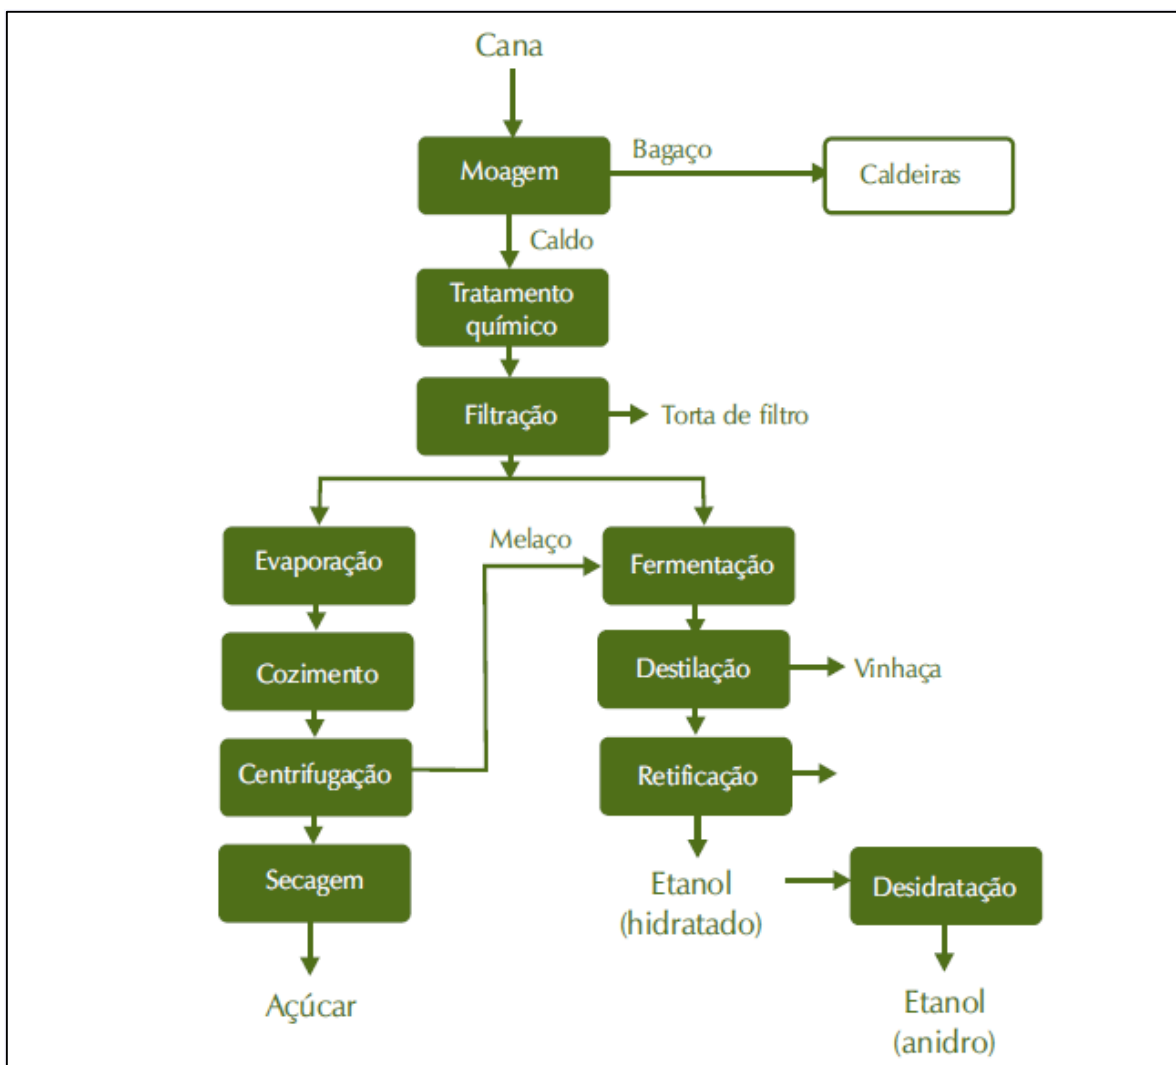 Cana
Moagem
Bagaço
Caldeiras
Caldo
Tratamento
químico
Filtração
Torta de filtro
Evaporação
Melaço
Fermentação
Cozimento
Destilação
Vinhaça
Centrifugação
Retificação
Secagem
Etanol
(hidratado)
Desidratação
Açúcar
Etanol
(anidro)